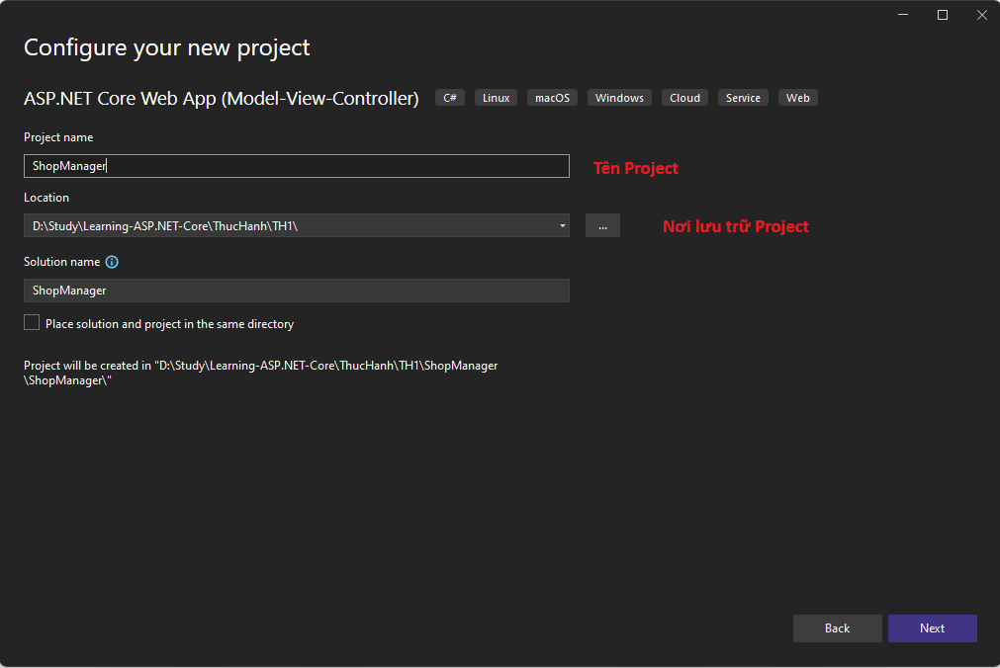 Configure your new project
ASP.NET Core Web App (Model-View-Controller) C# Linux macOS Windows Cloud Service Web
Project name
ShopManager
Tên Project
Location
D:\Study\Learning-ASP.NET-Core\ThucHanh\TH1\
...
Nơi lưu trữ Project
Solution name
ShopManager
Place solution and project in the same directory
Project will be created in "D:\Study\Learning-ASP.NET-Core\ThucHanh\TH1\ShopManager
\ShopManager\"
Back Next